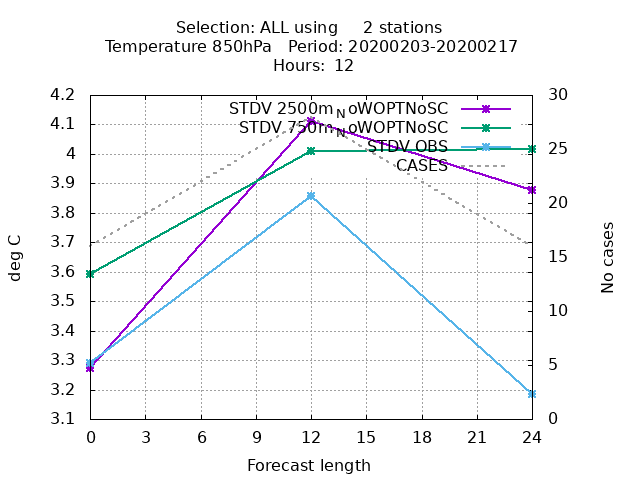 Selection: ALL using     2 stations
Temperature 850hPa   Period: 20200203-20200217
Hours:  12
STDV 2500m_NoWOPTNoSC
STDV 750m_NoWOPTNoSC
STDV OBS
CASES
4.2
4.1
4
3.9
3.8
3.7
3.6
3.5
3.4
3.3
3.2
3.1
30
25
20
15
10
5
0
deg C
No cases
0 3 6 9 12 15 18 21 24
Forecast length